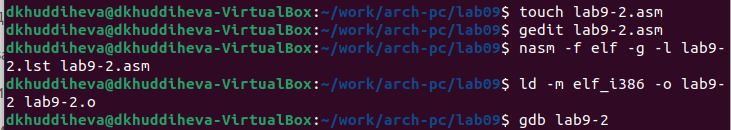 dkhuddiheva@dkhuddiheva-VirtualBox:~/work/arch-pc/lab09$ touch lab9-2.asm
dkhuddiheva@dkhuddiheva-VirtualBox:~/work/arch-pc/lab09$ gedit lab9-2.asm
dkhuddiheva@dkhuddiheva-VirtualBox:~/work/arch-pc/lab09$ nasm -f elf -g -l lab9-
2.lst lab9-2.asm
dkhuddiheva@dkhuddiheva-VirtualBox:~/work/arch-pc/lab09$ ld -m elf_i386 -o lab9-
2 lab9-2.o
dkhuddiheva@dkhuddiheva-VirtualBox:~/work/arch-pc/lab09$ gdb lab9-2